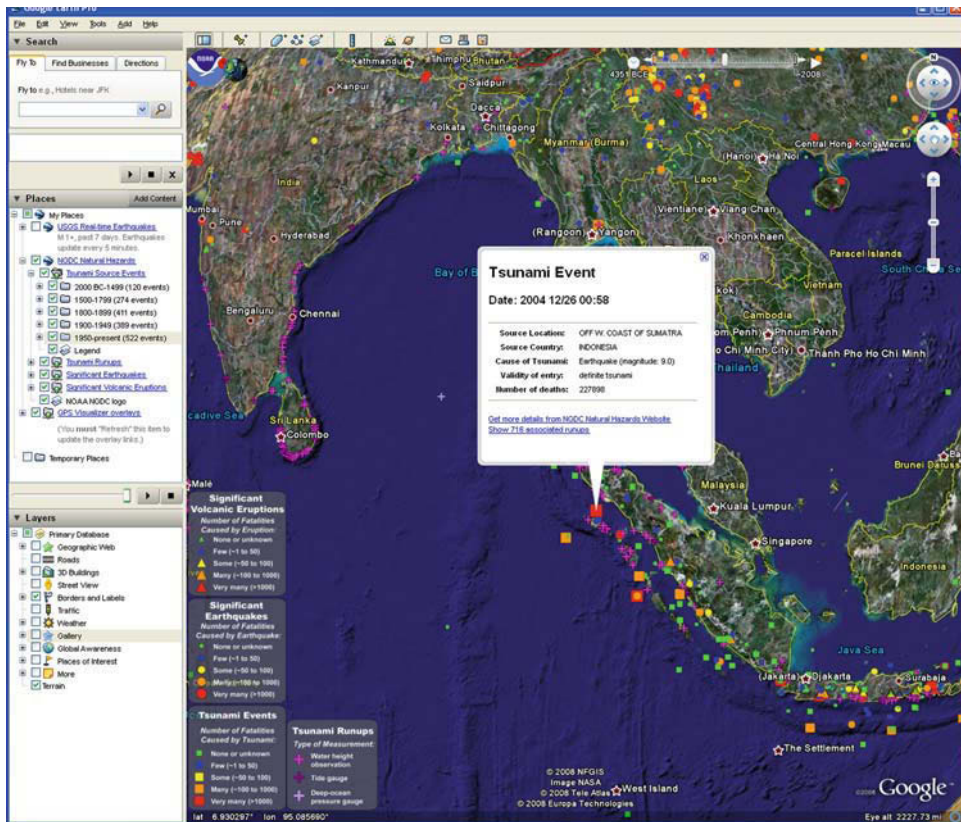 Google Earth Pro
File Edit View Tools Add Help
Search
Fly To Find Businesses Directions
Fly to e.g., Hotels near JFK
Places Add Content
My Places
USGS Real-time Earthquakes
M 1+, past 7 days. Earthquakes
update every 5 minutes.
NGDC Natural Hazards
Tsunami Source Events
2000 BC-1499 (120 events)
1500-1799 (274 events)
1800-1899 (411 events)
1900-1949 (389 events)
1950-present (522 events)
Legend
Tsunami Runups
Significant Earthquakes
Significant Volcanic Eruptions
NOAA NGDC logo
GPS Visualizer overlays
(You must "Refresh" this item to
update the overlay links.)
Temporary Places
Layers
Primary Database
Geographic Web
Roads
3D Buildings
Street View
Borders and Labels
Traffic
Weather
Gallery
Global Awareness
Places of Interest
More
Terrain
NOAA
4351 BCE
2008
Kathmandu
Thimphu
Bhutan
Kanpur
Saidpur
Dacca
Kolkata
Chittagong
Myanmar (Burma)
(Hanoi) Ha Noi
Central Hong Kong
Macau
India
Laos
Mumbai
Pune
Hyderabad
(Vientiane) Viang Chan
(Rangoon) Yangon
Khonkhaen
Paracel Islands
South China Sea
Bay of B
Vietnam
Bengaluru
Chennai
kok)
Cambodia
Penh) Phnum Penh
o Chi Minh City)
Thanh Pho Ho Chi Minh
Thailand
cadive Sea
Sri Lanka
Colombo
Malé
Tsunami Event
Date: 2004 12/26 00:58
Source Location: OFF W. COAST OF SUMATRA
Source Country: INDONESIA
Cause of Tsunami: Earthquake (magnitude: 9.0)
Validity of entry: definite tsunami
Number of deaths: 227898
Get more details from NGDC Natural Hazards Website
Show 716 associated runups
Brunei Daluss
Malaysia
Kuala Lumpur
Singapore
Indonesia
Java Sea
(Jakarta) Djakarta
Surabaja
The Settlement
West Island
Significant
Volcanic Eruptions
Number of Fatalities
Caused by Eruption:
None or unknown
Few (~1 to 50)
Some (~50 to 100)
Many (~100 to 1000)
Very many (>1000)
Significant
Earthquakes
Number of Fatalities
Caused by Earthquake:
None or unknown
Few (~1 to 50)
Some (~50 to 100)
Many (~100 to 1000)
Very many (>1000)
Tsunami Events
Number of Fatalities
Caused by Tsunami:
None or unknown
Few (~1 to 50)
Some (~50 to 100)
Many (~100 to 1000)
Very many (>1000)
Tsunami Runups
Type of Measurement:
Water height
observation
Tide gauge
Deep-ocean
pressure gauge
© 2008 NFGIS
Image NASA
© 2008 Tele Atlas
© 2008 Europa Technologies
©2008 Google
lat 6.930297° lon 95.085690°
Eye alt 2227.73 mi